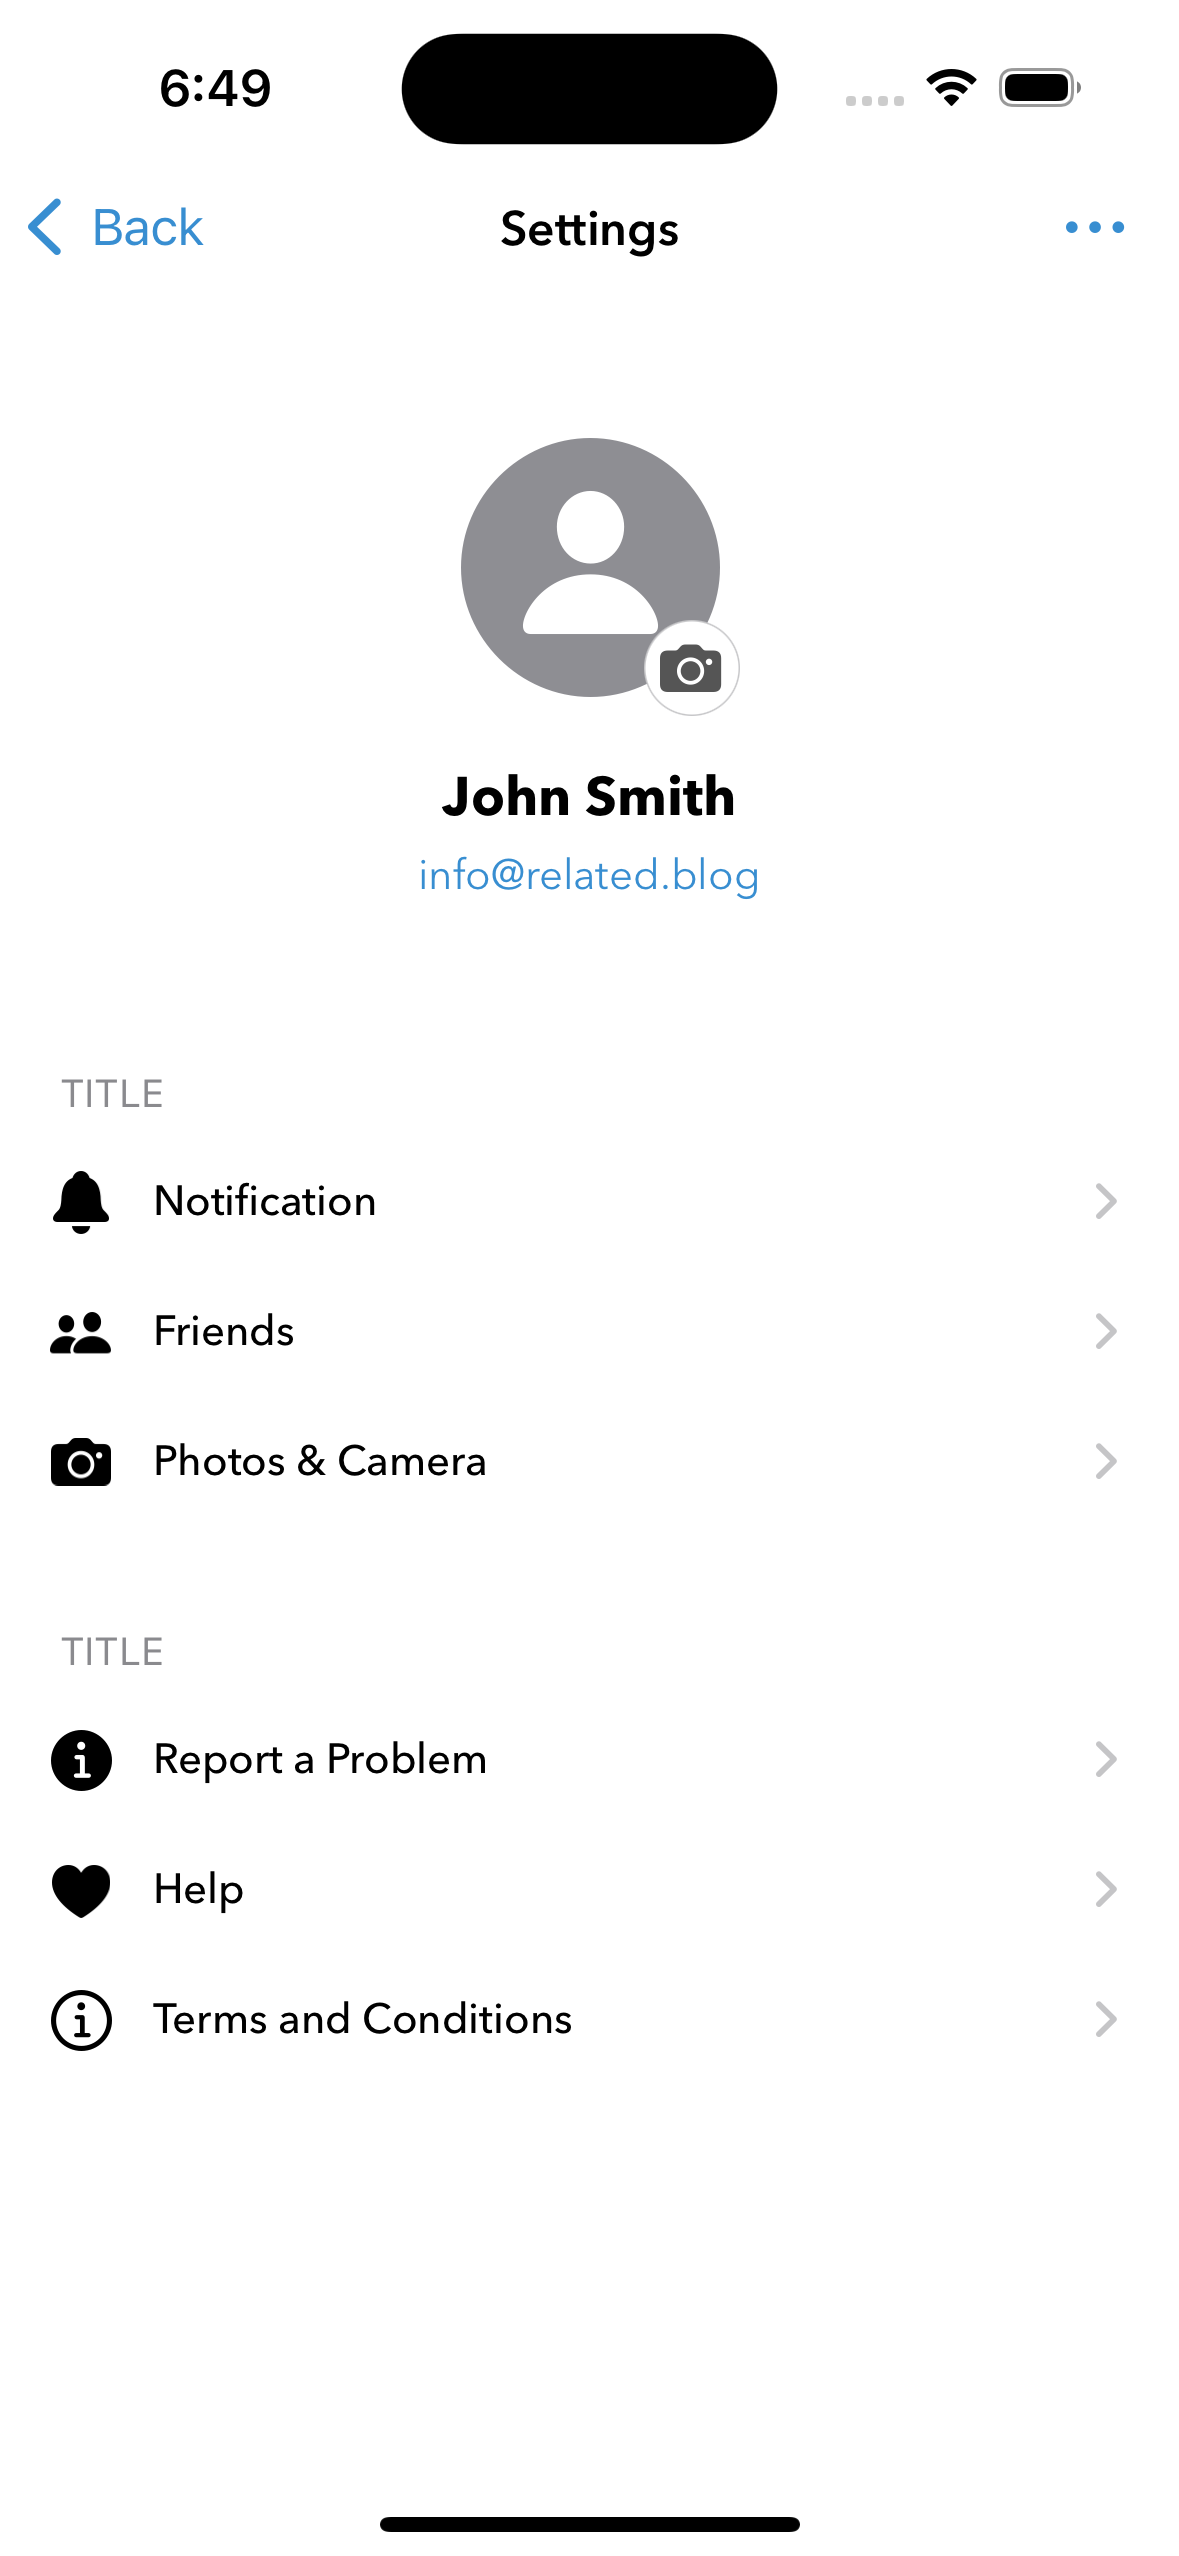 6:49
Back
Settings
John Smith
info@related.blog
TITLE
Notification
Friends
Photos & Camera
TITLE
Report a Problem
Help
Terms and Conditions